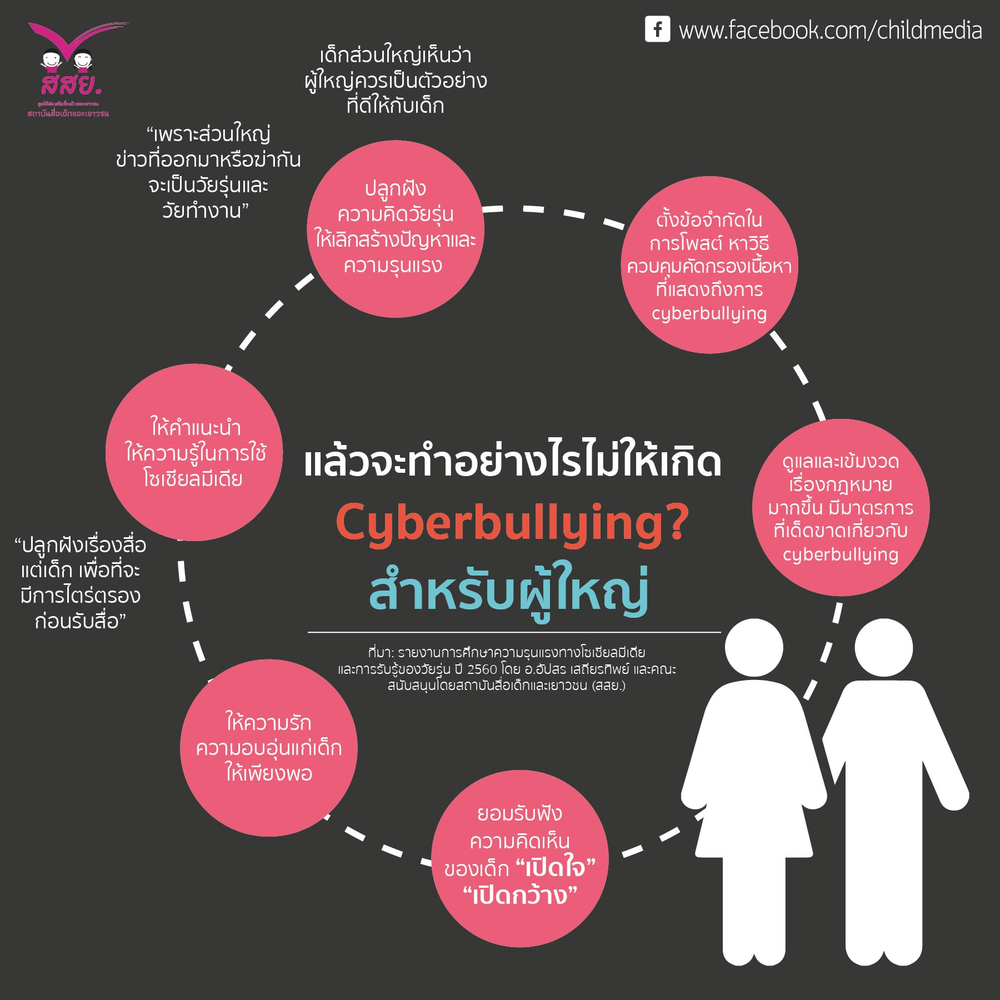 www.facebook.com/childmedia
สสย.
สถาบันสื่อเด็กและเยาวชน
เด็กส่วนใหญ่เห็นว่า
ผู้ใหญ่ควรเป็นตัวอย่าง
ที่ดีให้กับเด็ก
“เพราะส่วนใหญ่
ข่าวที่ออกมาหรือฆ่ากัน
จะเป็นวัยรุ่นและ
วัยทำงาน”
ปลูกฝัง
ความคิดวัยรุ่น
ให้เลิกสร้างปัญหาและ
ความรุนแรง
ตั้งข้อจำกัดใน
การโพสต์ หาวิธี
ควบคุมคัดกรองเนื้อหา
ที่แสดงถึงการ
cyberbullying
ให้คำแนะนำ
ให้ความรู้ในการใช้
โซเชียลมีเดีย
แล้วจะทำอย่างไรไม่ให้เกิด
Cyberbullying?
สำหรับผู้ใหญ่
ดูแลและเข้มงวด
เรื่องกฎหมาย
มากขึ้น มีมาตรการ
ที่เด็ดขาดเกี่ยวกับ
cyberbullying
“ปลูกฝังเรื่องสื่อ
แต่เด็ก เพื่อที่จะ
มีการไตร่ตรอง
ก่อนรับสื่อ”
ที่มา: รายงานการศึกษาความรุนแรงทางโซเชียลมีเดีย
และการรับรู้ของวัยรุ่น ปี 2560 โดย อ.อัปสร เสถียรทิพย์ และคณะ
สนับสนุนโดยสถาบันสื่อเด็กและเยาวชน (สสย.)
ให้ความรัก
ความอบอุ่นแก่เด็ก
ให้เพียงพอ
ยอมรับฟัง
ความคิดเห็น
ของเด็ก “เปิดใจ”
“เปิดกว้าง”